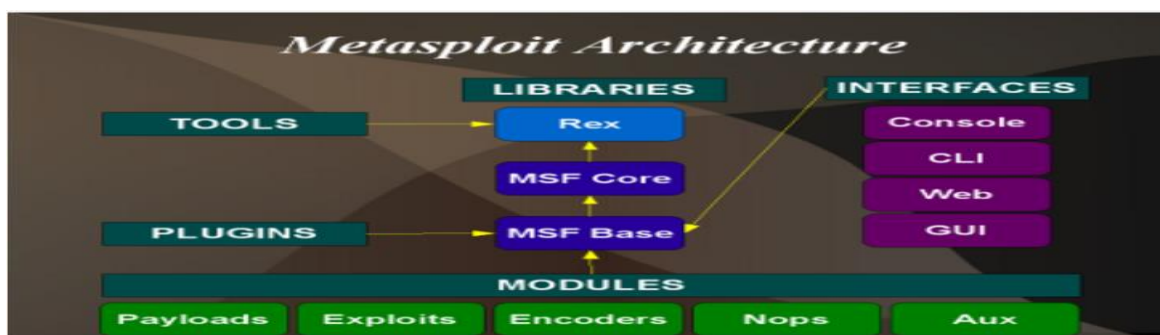 Metasploit Architecture
LIBRARIES
INTERFACES
TOOLS
Rex
Console
MSF Core
CLI
Web
PLUGINS
MSF Base
GUI
MODULES
Payloads
Exploits
Encoders
Nops
Aux